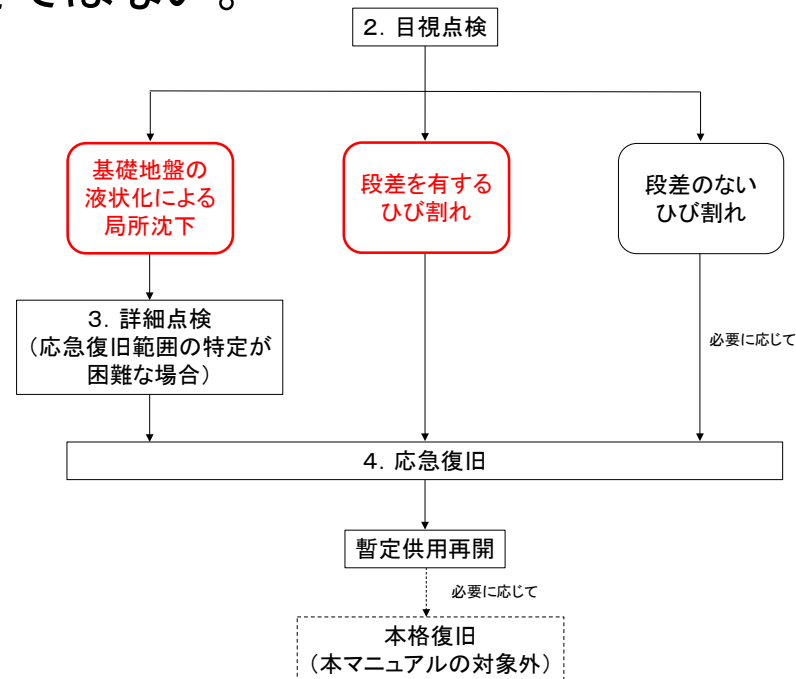 ではない。
2．目視点検
基礎地盤の
液状化による
局所沈下
段差を有する
ひび割れ
段差のない
ひび割れ
3．詳細点検
（応急復旧範囲の特定が
困難な場合）
必要に応じて
4．応急復旧
暫定供用再開
必要に応じて
本格復旧
（本マニュアルの対象外）